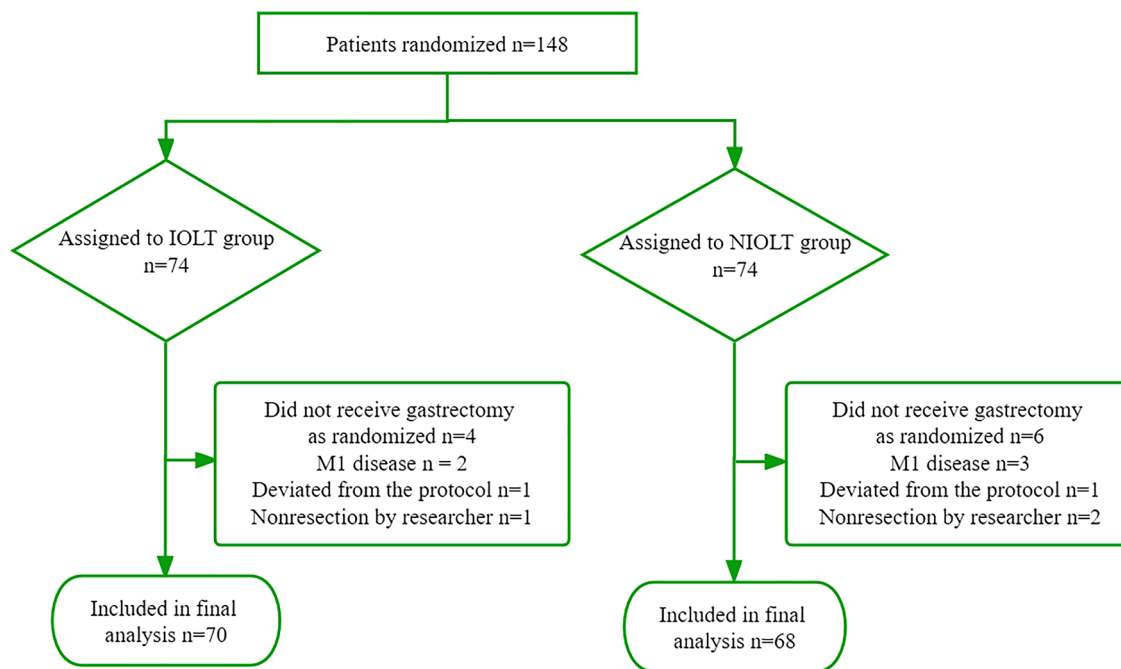 Patients randomized n=148
Assigned to IOLT group
n=74
Assigned to NIOLT group
n=74
Did not receive gastrectomy
as randomized n=4
M1 disease n = 2
Deviated from the protocol n=1
Nonresection by researcher n=1
Did not receive gastrectomy
as randomized n=6
M1 disease n=3
Deviated from the protocol n=1
Nonresection by researcher n=2
Included in final
analysis n=70
Included in final
analysis n=68